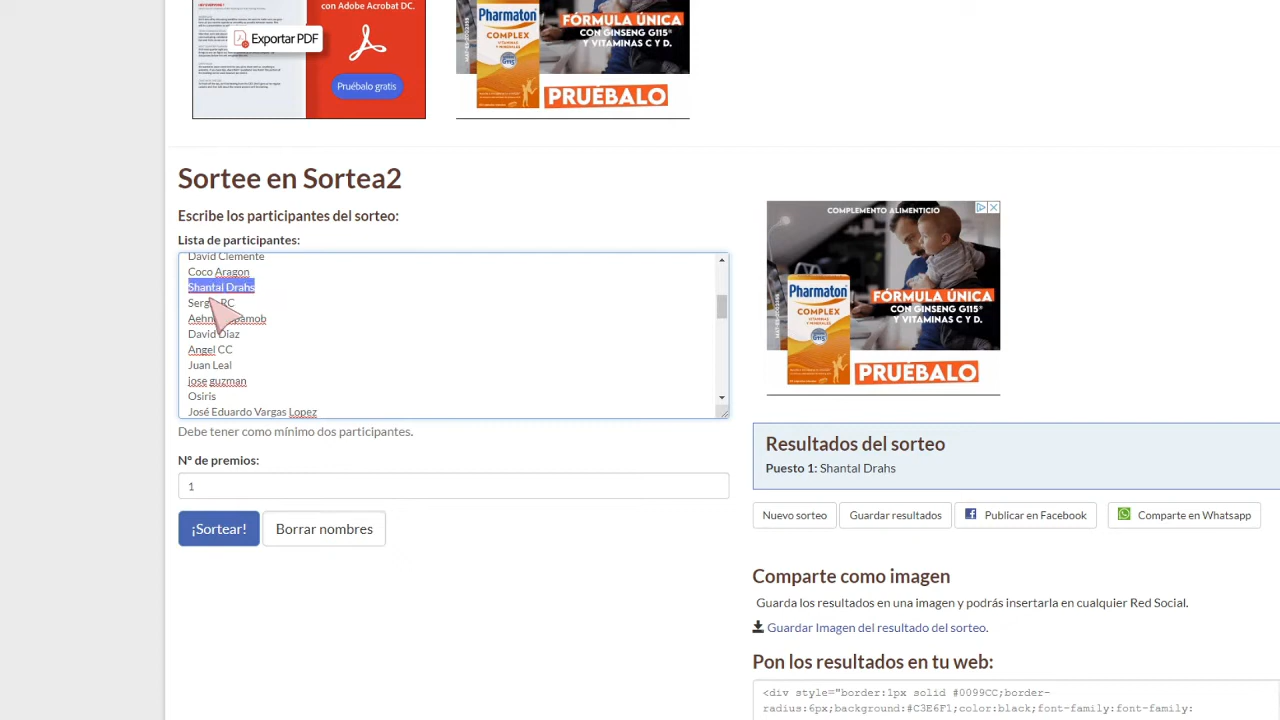 con Adobe Acrobat DC.
Exportar PDF
Pruébalo gratis
Pharmaton
COMPLEX
VITAMINAS
Y MINERALES
FÓRMULA ÚNICA
CON GINSENG G115®
Y VITAMINAS C Y D.
PRUÉBALO
Sortee en Sortea2
Escribe los participantes del sorteo:
Lista de participantes:
David Clemente
Coco Aragon
Shantal Drahs
RC
David Diaz
Angel CC
Juan Leal
jose guzman
Osiris
José Eduardo Vargas Lopez
Debe tener como mínimo dos participantes.
Nº de premios:
1
¡Sortear!
Borrar nombres
COMPLEMENTO ALIMENTICIO
Pharmaton
COMPLEX
VITAMINAS
Y MINERALES
FÓRMULA ÚNICA
CON GINSENG G115®
Y VITAMINAS C Y D.
PRUÉBALO
Resultados del sorteo
Puesto 1: Shantal Drahs
Nuevo sorteo
Guardar resultados
Publicar en Facebook
Comparte en Whatsapp
Comparte como imagen
Guarda los resultados en una imagen y podrás insertarla en cualquier Red Social.
Guardar Imagen del resultado del sorteo.
Pon los resultados en tu web:
<div style="border:1px solid #0099CC;border-
radius:6px;background:#C3E6F1;color:black;font-family:font-family: